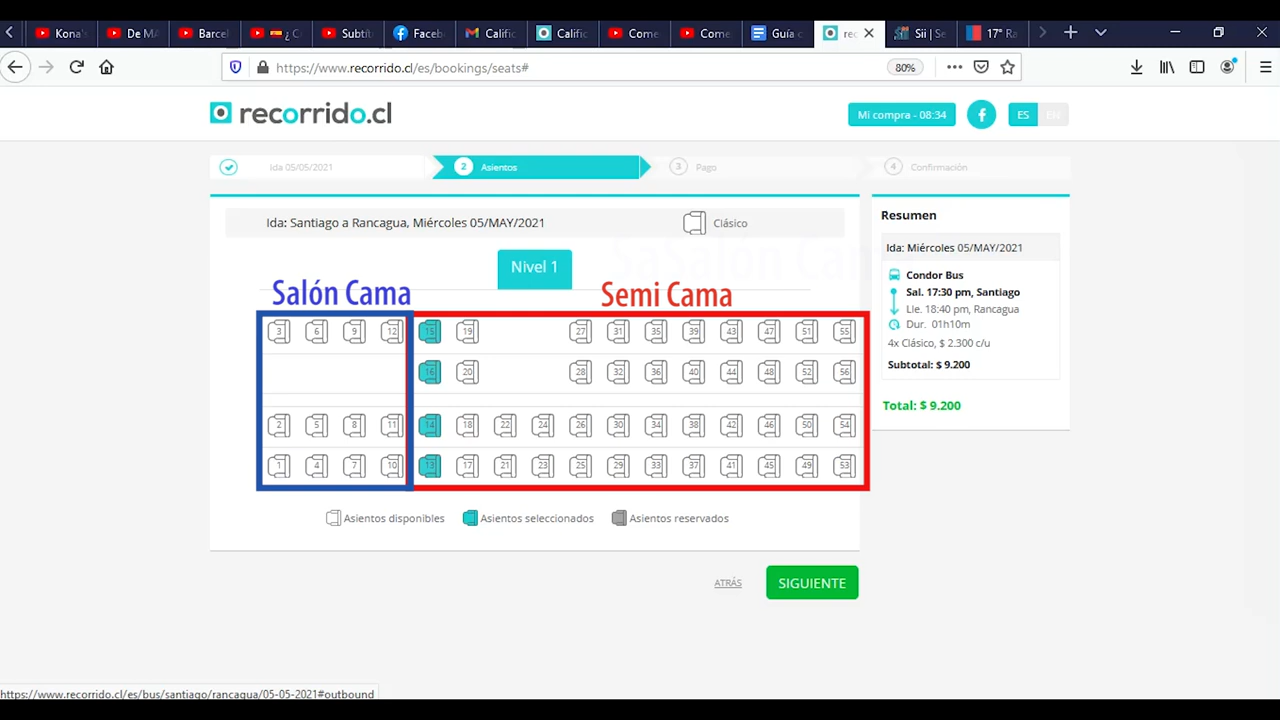 Kona's
De MA
Barcel
¿ C
Subtit
Faceb
Calific
Calific
Come
Come
Guía c
rec
Sii | Se
17° Ra
https://www.recorrido.cl/es/bookings/seats#
80%
recorrido.cl
Mi compra - 08:34
ES
EN
Ida 05/05/2021
2 Asientos
3 Pago
4 Confirmación
Ida: Santiago a Rancagua, Miércoles 05/MAY/2021
Clásico
Nivel 1
SaSalón Cam
Salón Cama
Semi Cama
3 6 9 12 15 19 27 31 35 39 43 47 51 55
16 20 28 32 36 40 44 48 52 56
2 5 8 11 14 18 22 24 26 30 34 38 42 46 50 54
1 4 7 10 13 17 21 23 25 29 33 37 41 45 49 53
Asientos disponibles
Asientos seleccionados
Asientos reservados
ATRÁS
SIGUIENTE
Resumen
Ida: Miércoles 05/MAY/2021
Condor Bus
Sal. 17:30 pm, Santiago
Lle. 18:40 pm, Rancagua
Dur. 01h10m
4x Clásico, $ 2.300 c/u
Subtotal: $ 9.200
Total: $ 9.200
https://www.recorrido.cl/es/bus/santiago/rancagua/05-05-2021#outbound